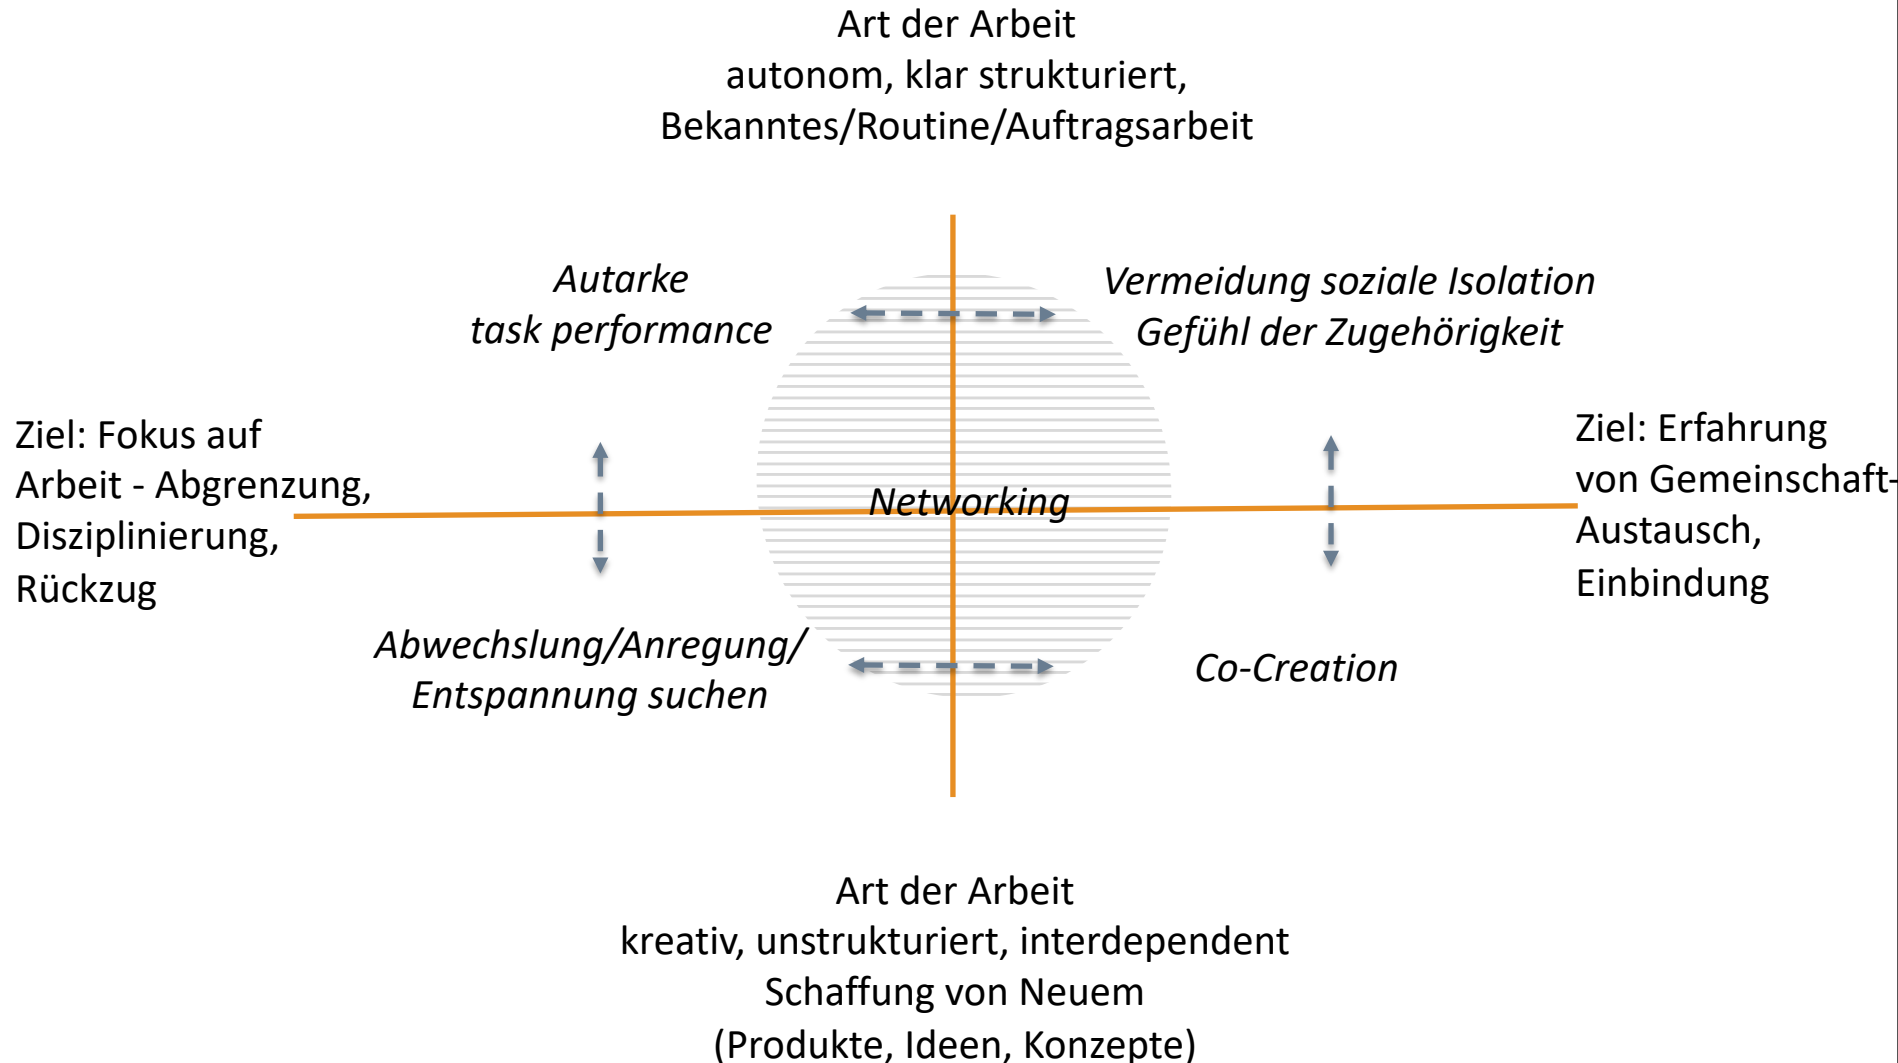 Art der Arbeit
autonom, klar strukturiert,
Bekanntes/Routine/Auftragsarbeit
Autarke
task performance
Vermeidung soziale Isolation
Gefühl der Zugehörigkeit
Ziel: Fokus auf
Arbeit - Abgrenzung,
Disziplinierung,
Rückzug
Networking
Ziel: Erfahrung
von Gemeinschaft-
Austausch,
Einbindung
Abwechslung/Anregung/
Entspannung suchen
Co-Creation
Art der Arbeit
kreativ, unstrukturiert, interdependent
Schaffung von Neuem
(Produkte, Ideen, Konzepte)